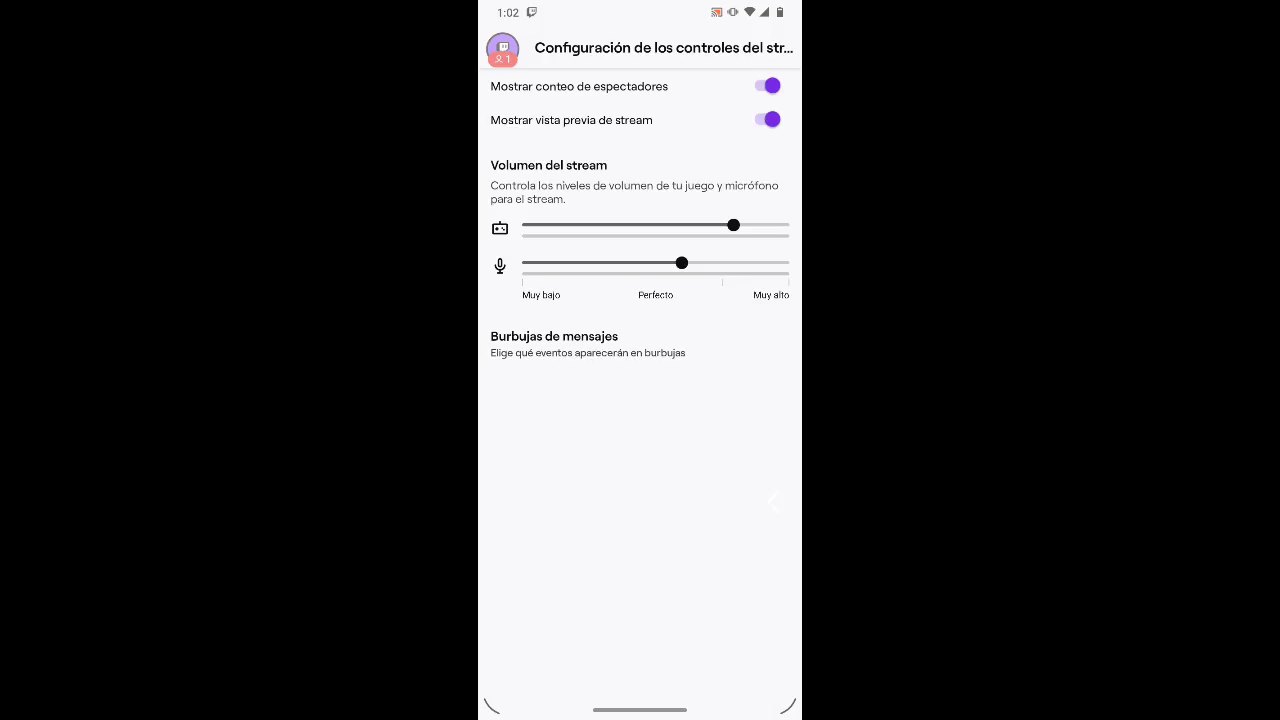 1:02
Configuración de los controles del str...
1
Mostrar conteo de espectadores
Mostrar vista previa de stream
Volumen del stream
Controla los niveles de volumen de tu juego y micrófono
para el stream.
Muy bajo Perfecto Muy alto
Burbujas de mensajes
Elige qué eventos aparecerán en burbujas